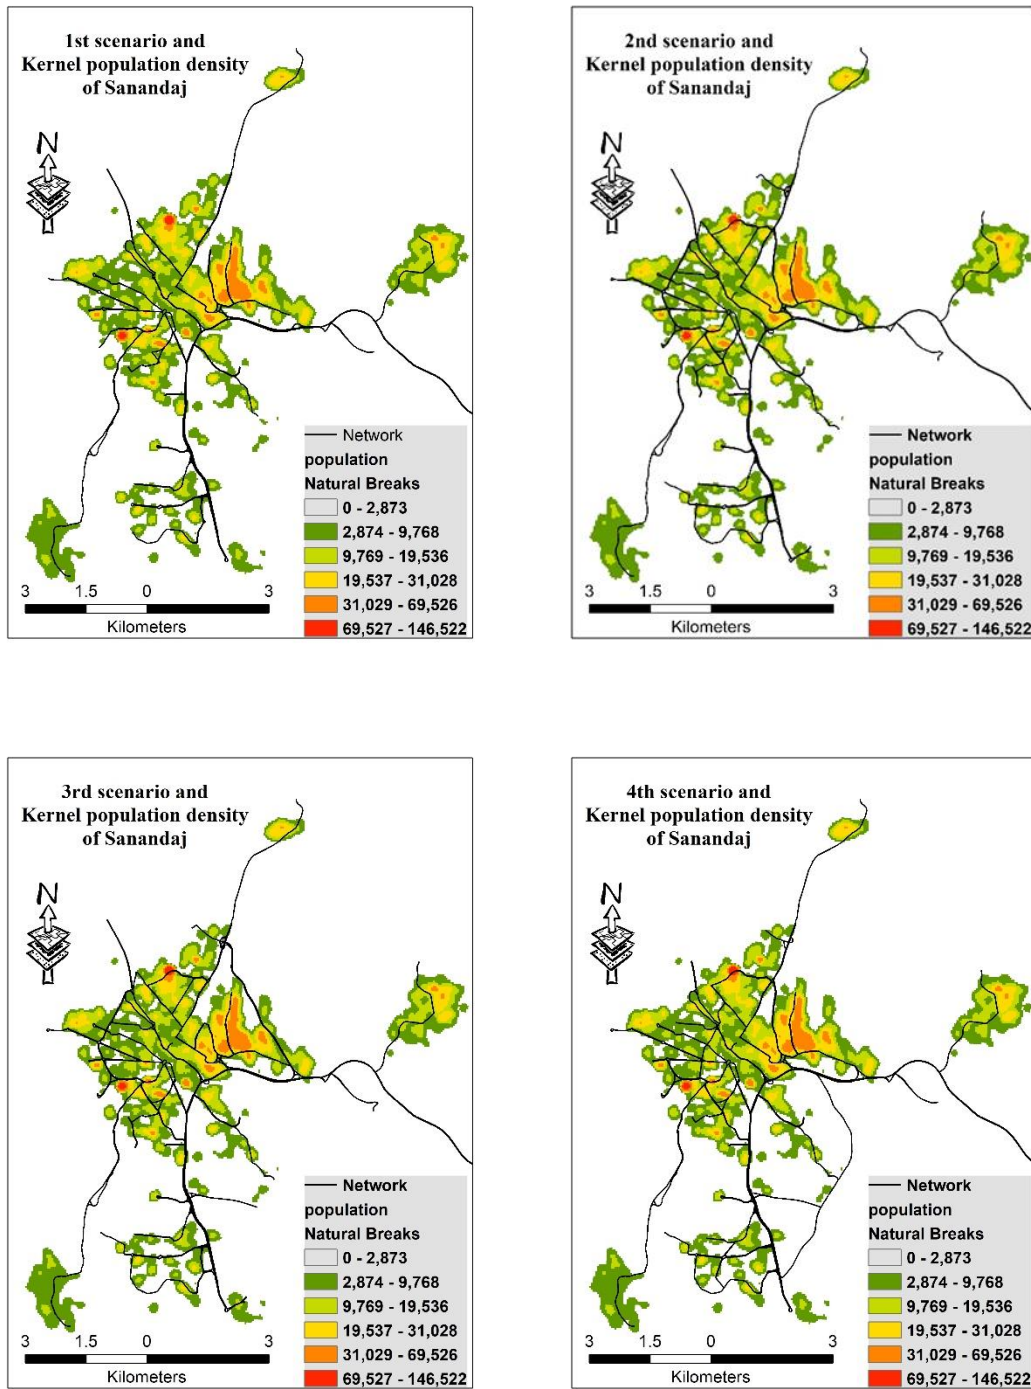 1st scenario and
Kernel population density
of Sanandaj
N
Network
population
Natural Breaks
0 - 2,873
2,874 - 9,768
9,769 - 19,536
19,537 - 31,028
31,029 - 69,526
69,527 - 146,522
3 1.5 0 3
Kilometers
2nd scenario and
Kernel population density
of Sanandaj
N
Network
population
Natural Breaks
0 - 2,873
2,874 - 9,768
9,769 - 19,536
19,537 - 31,028
31,029 - 69,526
69,527 - 146,522
3 1.5 0 3
Kilometers
3rd scenario and
Kernel population density
of Sanandaj
N
Network
population
Natural Breaks
0 - 2,873
2,874 - 9,768
9,769 - 19,536
19,537 - 31,028
31,029 - 69,526
69,527 - 146,522
3 1.5 0 3
Kilometers
4th scenario and
Kernel population density
of Sanandaj
N
Network
population
Natural Breaks
0 - 2,873
2,874 - 9,768
9,769 - 19,536
19,537 - 31,028
31,029 - 69,526
69,527 - 146,522
3 1.5 0 3
Kilometers